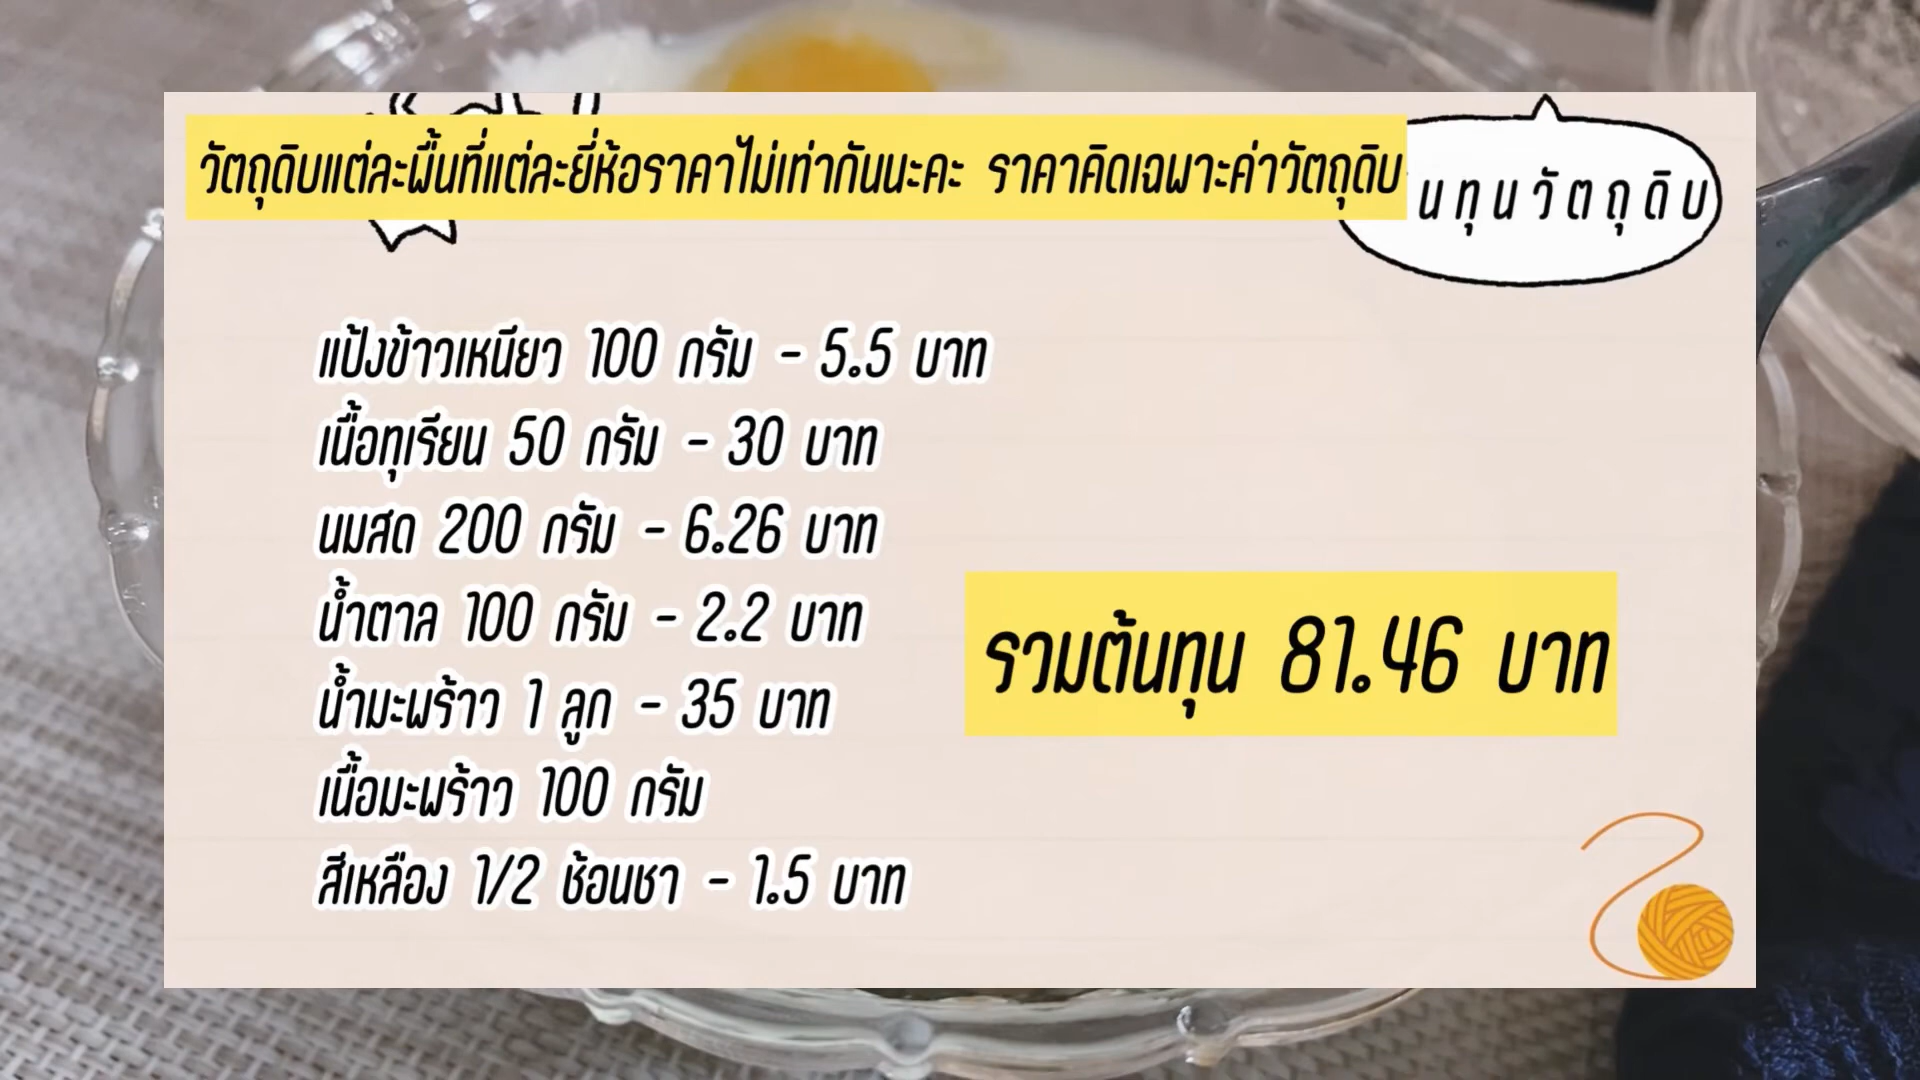 วัตถุดิบแต่ละพื้นที่แต่ละยี่ห้อราคาไม่เท่ากันนะคะ ราคาคิดเฉพาะค่าวัตถุดิบ
นทุนวัตถุดิบ
แป้งข้าวเหนียว 100 กรัม - 5.5 บาท
เนื้อทุเรียน 50 กรัม - 30 บาท
นมสด 200 กรัม - 6.26 บาท
น้ำตาล 100 กรัม - 2.2 บาท
น้ำมะพร้าว 1 ลูก - 35 บาท
เนื้อมะพร้าว 100 กรัม
สีเหลือง 1/2 ช้อนชา - 1.5 บาท
รวมต้นทุน 81.46 บาท